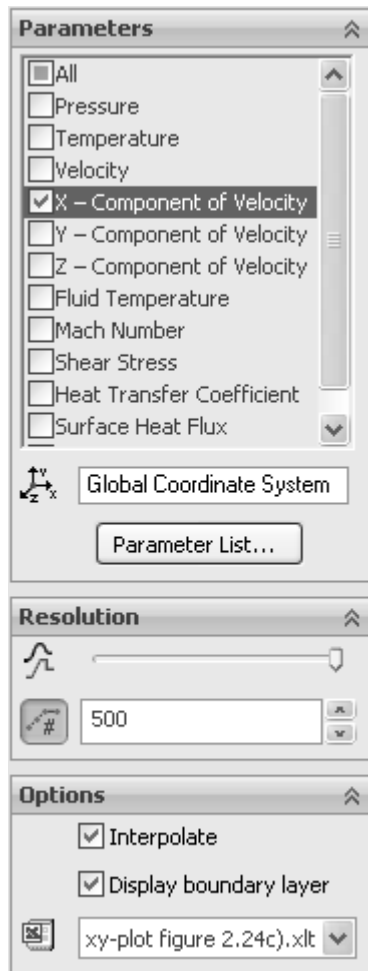 Parameters
All
Pressure
Temperature
Velocity
X – Component of Velocity
Y – Component of Velocity
Z – Component of Velocity
Fluid Temperature
Mach Number
Shear Stress
Heat Transfer Coefficient
Surface Heat Flux
Y
Z X
Global Coordinate System
Parameter List...
Resolution
#
500
Options
Interpolate
Display boundary layer
xy-plot figure 2.24c).xlt